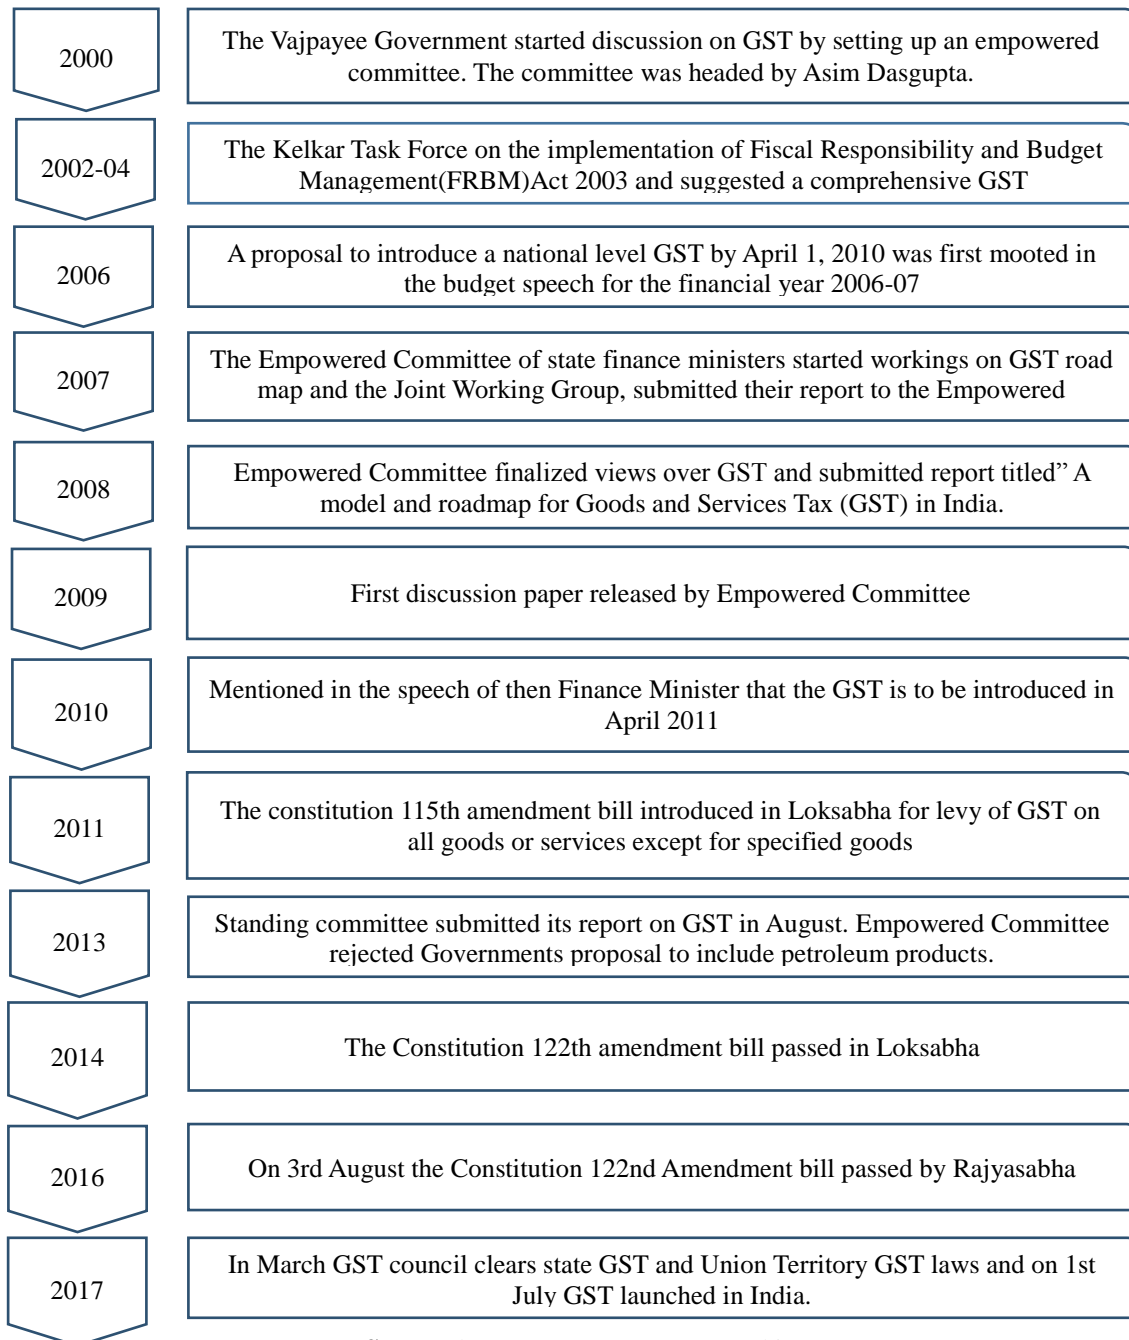 2000
The Vajpayee Government started discussion on GST by setting up an empowered
committee. The committee was headed by Asim Dasgupta.
2002-04
The Kelkar Task Force on the implementation of Fiscal Responsibility and Budget
Management(FRBM)Act 2003 and suggested a comprehensive GST
2006
A proposal to introduce a national level GST by April 1, 2010 was first mooted in
the budget speech for the financial year 2006-07
2007
The Empowered Committee of state finance ministers started workings on GST road
map and the Joint Working Group, submitted their report to the Empowered
2008
Empowered Committee finalized views over GST and submitted report titled” A
model and roadmap for Goods and Services Tax (GST) in India.
2009
First discussion paper released by Empowered Committee
2010
Mentioned in the speech of then Finance Minister that the GST is to be introduced in
April 2011
2011
The constitution 115th amendment bill introduced in Loksabha for levy of GST on
all goods or services except for specified goods
2013
Standing committee submitted its report on GST in August. Empowered Committee
rejected Governments proposal to include petroleum products.
2014
The Constitution 122th amendment bill passed in Loksabha
2016
On 3rd August the Constitution 122nd Amendment bill passed by Rajyasabha
2017
In March GST council clears state GST and Union Territory GST laws and on 1st
July GST launched in India.